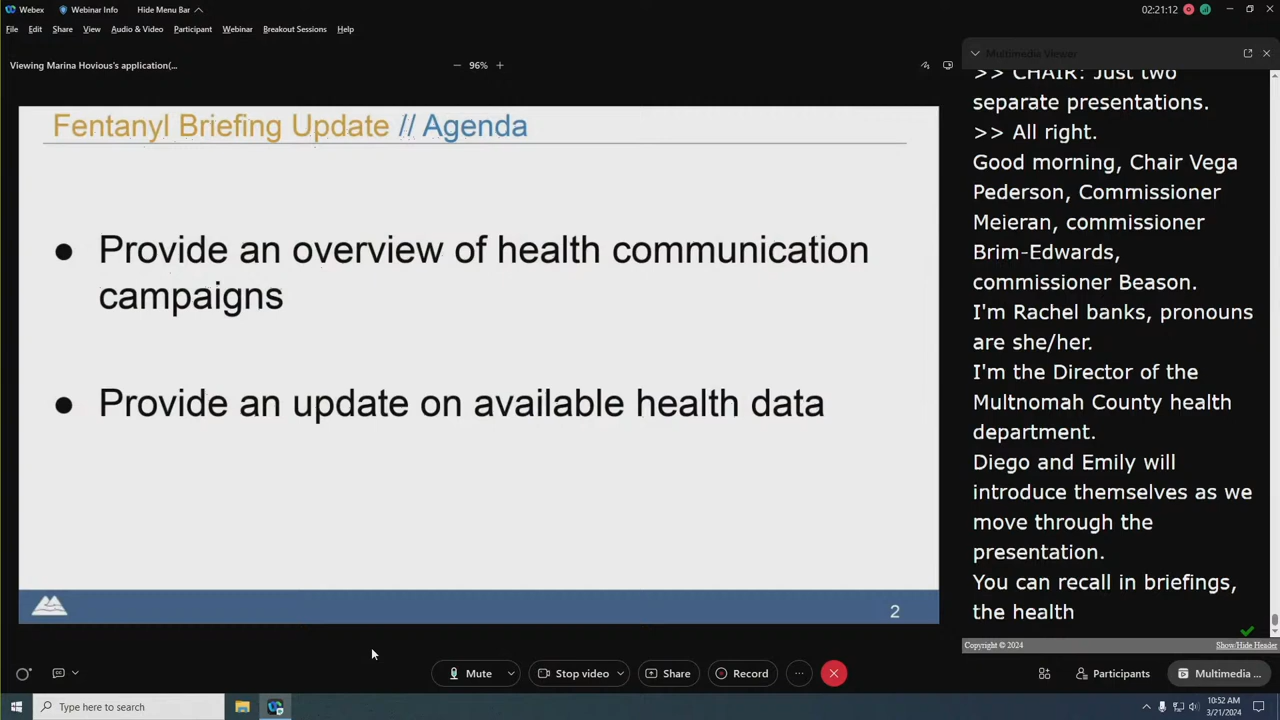 Webex
Webinar Info
Hide Menu Bar
02:21:12
File Edit Share View Audio & Video Participant Webinar Breakout Sessions Help
Viewing Marina Hovious's application(...
96%
Multimedia Viewer
Fentanyl Briefing Update // Agenda
● Provide an overview of health communication
campaigns
● Provide an update on available health data
2
>> CHAIR: Just two
separate presentations.
>> All right.
Good morning, Chair Vega
Pederson, Commissioner
Meieran, commissioner
Brim-Edwards,
commissioner Beason.
I'm Rachel banks, pronouns
are she/her.
I'm the Director of the
Multnomah County health
department.
Diego and Emily will
introduce themselves as we
move through the
presentation.
You can recall in briefings,
the health
Copyright © 2024
Show/Hide Header
CC
Mute
Stop video
Share
Record
Participants
Multimedia ...
Type here to search
10:52 AM
3/21/2024